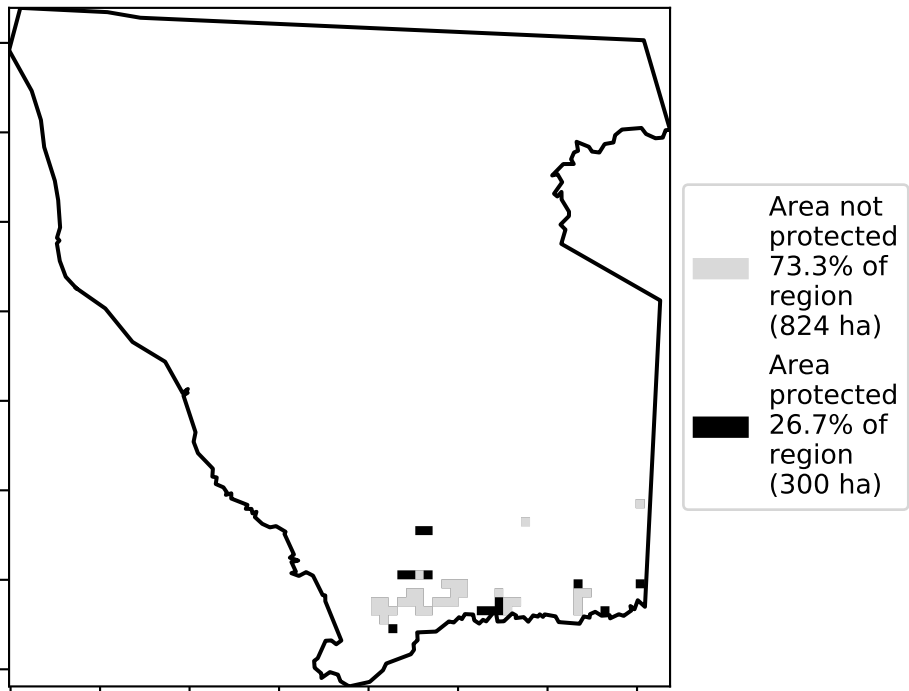 Area not
protected
73.3% of
region
(824 ha)
Area
protected
26.7% of
region
(300 ha)